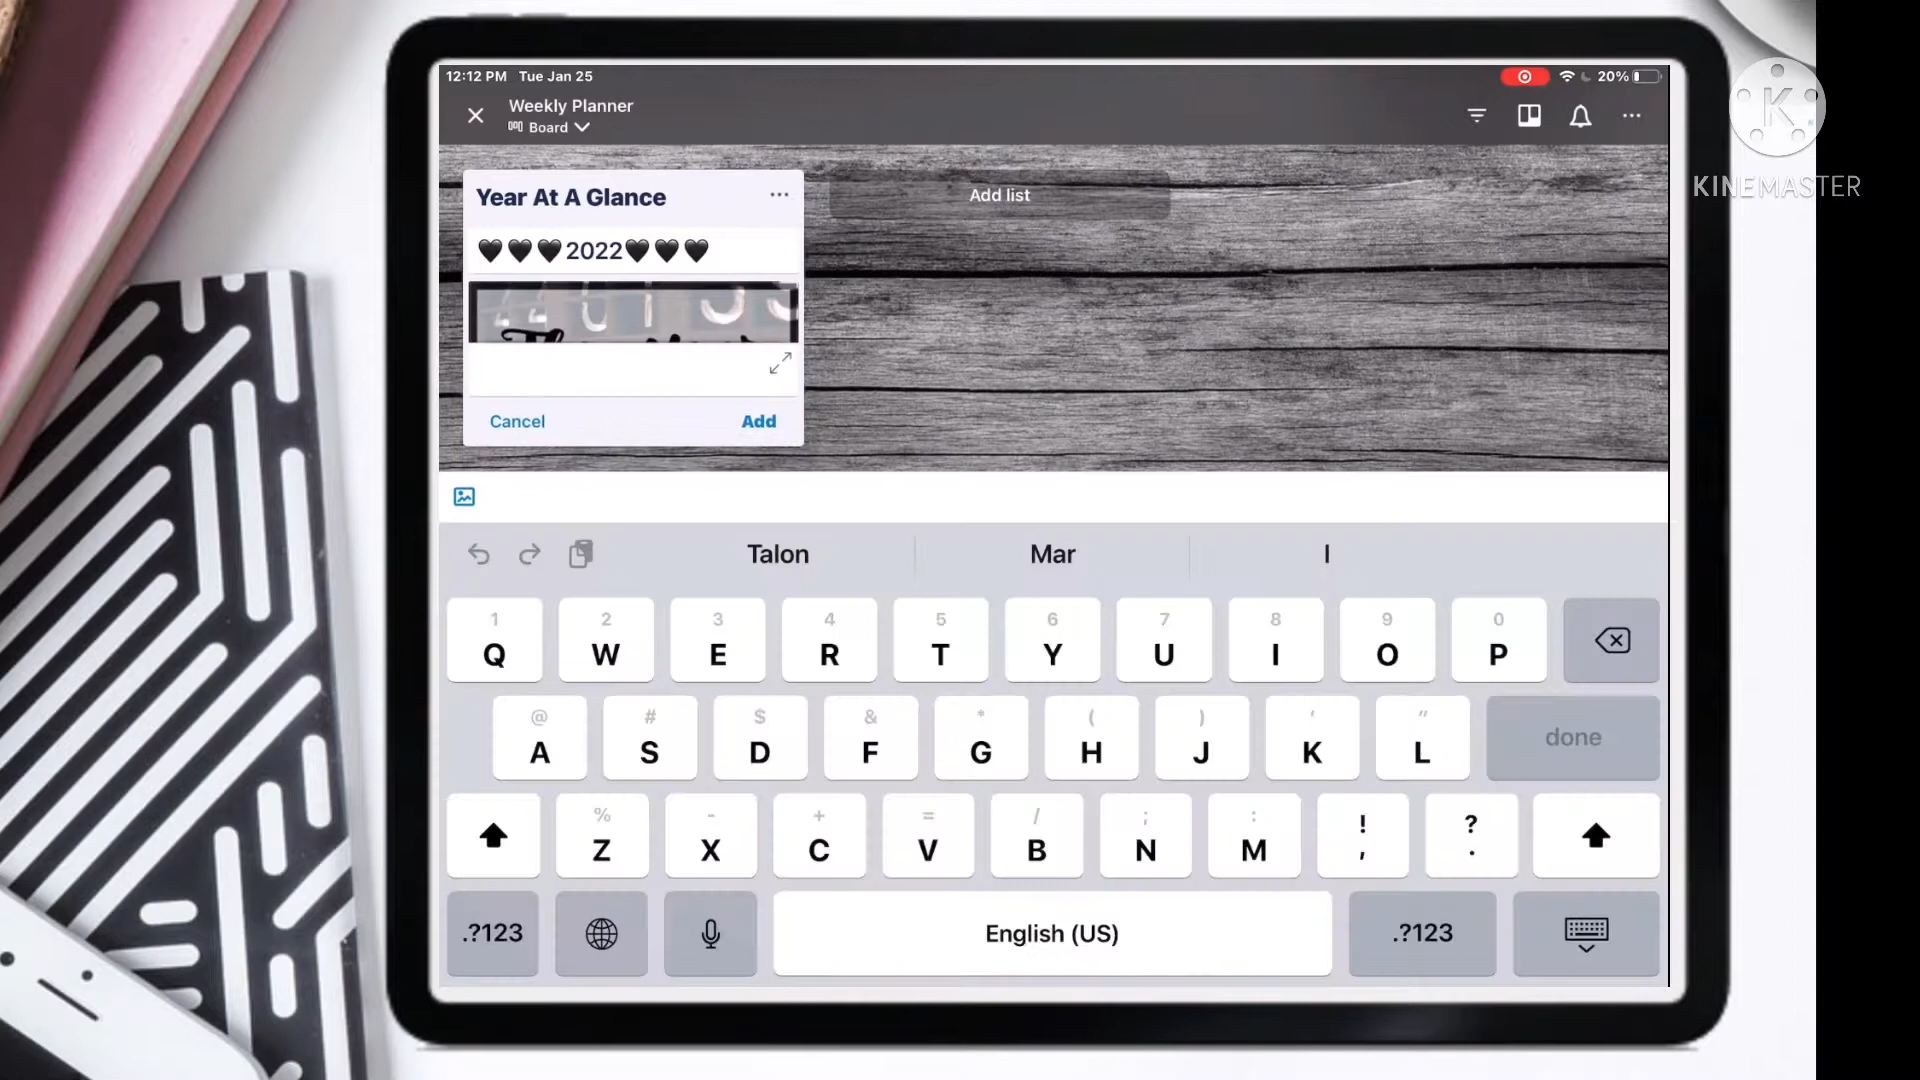 12:12 PM Tue Jan 25
20%
Weekly Planner
Board
Year At A Glance
Add list
🖤🖤🖤2022🖤🖤🖤
Cancel
Add
KINEMASTER
Talon
Mar
I
1 2 3 4 5 6 7 8 9 0
Q W E R T Y U I O P
@ # $ & * ( ) ' "
A S D F G H J K L done
% - + = / ; : ! ?
Z X C V B N M , .
.?123 English (US) .?123